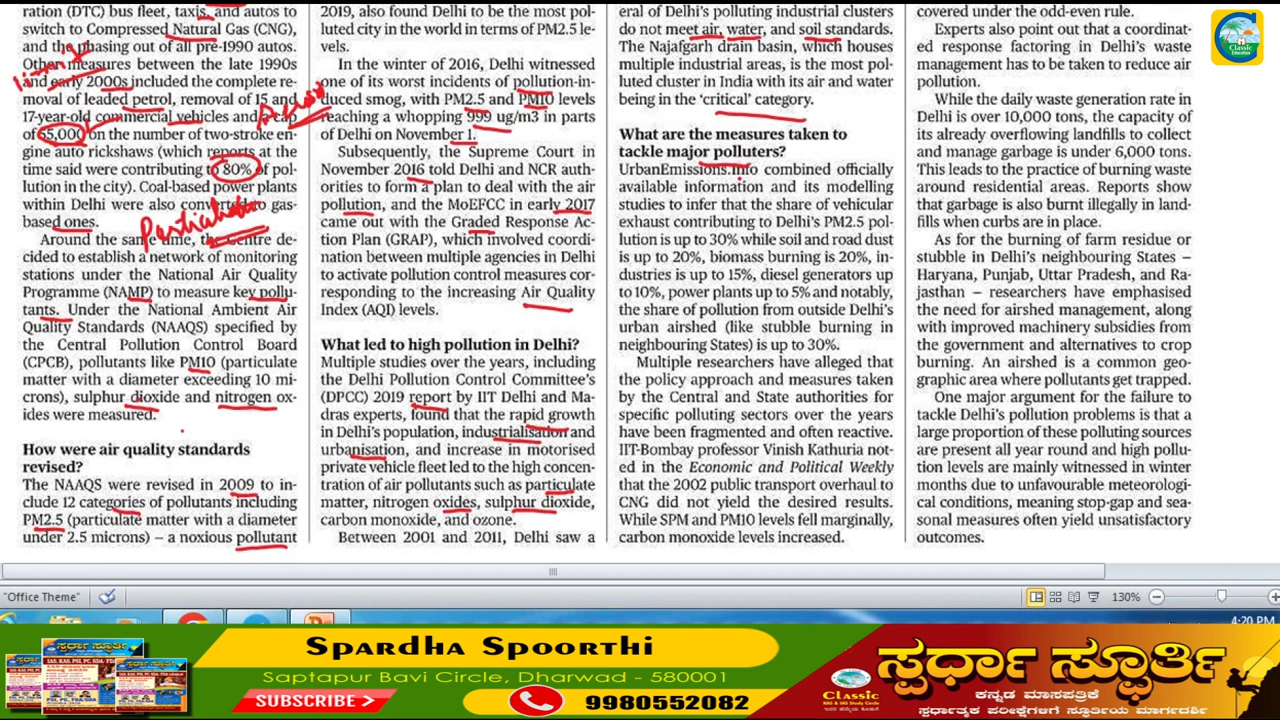 ration (DTC) bus fleet, taxis, and autos to
switch to Compressed Natural Gas (CNG),
and the phasing out of all pre-1990 autos.
Other measures between the late 1990s
and early 2000s included the complete re-
moval of leaded petrol, removal of 15 and
17-year-old commercial vehicles and a cap
of 65,000 on the number of two-stroke en-
gine auto rickshaws (which reports at the
time said were contributing to 80% of pol-
lution in the city). Coal-based power plants
within Delhi were also converted to gas-
based ones.
Around the same time, the Centre de-
cided to establish a network of monitoring
stations under the National Air Quality
Programme (NAMP) to measure key pollu-
tants. Under the National Ambient Air
Quality Standards (NAAQS) specified by
the Central Pollution Control Board
(CPCB), pollutants like PM10 (particulate
matter with a diameter exceeding 10 mi-
crons), sulphur dioxide and nitrogen ox-
ides were measured.
How were air quality standards
revised?
The NAAQS were revised in 2009 to in-
clude 12 categories of pollutants including
PM2.5 (particulate matter with a diameter
under 2.5 microns) – a noxious pollutant
2019, also found Delhi to be the most pol-
luted city in the world in terms of PM2.5 le-
vels.
In the winter of 2016, Delhi witnessed
one of its worst incidents of pollution-in-
duced smog, with PM2.5 and PM10 levels
reaching a whopping 999 ug/m3 in parts
of Delhi on November 1.
Subsequently, the Supreme Court in
November 2016 told Delhi and NCR auth-
orities to form a plan to deal with the air
pollution, and the MoEFCC in early 2017
came out with the Graded Response Ac-
tion Plan (GRAP), which involved coordi-
nation between multiple agencies in Delhi
to activate pollution control measures cor-
responding to the increasing Air Quality
Index (AQI) levels.
What led to high pollution in Delhi?
Multiple studies over the years, including
the Delhi Pollution Control Committee's
(DPCC) 2019 report by IIT Delhi and Ma-
dras experts, found that the rapid growth
in Delhi's population, industrialisation and
urbanisation, and increase in motorised
private vehicle fleet led to the high concen-
tration of air pollutants such as particulate
matter, nitrogen oxides, sulphur dioxide,
carbon monoxide, and ozone.
Between 2001 and 2011, Delhi saw a
eral of Delhi's polluting industrial clusters
do not meet air, water, and soil standards.
The Najafgarh drain basin, which houses
multiple industrial areas, is the most pol-
luted cluster in India with its air and water
being in the 'critical' category.
What are the measures taken to
tackle major polluters?
UrbanEmissions.Info combined officially
available information and its modelling
studies to infer that the share of vehicular
exhaust contributing to Delhi's PM2.5 pol-
lution is up to 30% while soil and road dust
is up to 20%, biomass burning is 20%, in-
dustries is up to 15%, diesel generators up
to 10%, power plants up to 5% and notably,
the share of pollution from outside Delhi's
urban airshed (like stubble burning in
neighbouring States) is up to 30%.
Multiple researchers have alleged that
the policy approach and measures taken
by the Central and State authorities for
specific polluting sectors over the years
have been fragmented and often reactive.
IIT-Bombay professor Vinish Kathuria not-
ed in the Economic and Political Weekly
that the 2002 public transport overhaul to
CNG did not yield the desired results.
While SPM and PM10 levels fell marginally,
carbon monoxide levels increased.
covered under the odd-even rule.
Experts also point out that a coordinat-
ed response factoring in Delhi's waste
management has to be taken to reduce air
pollution.
While the daily waste generation rate in
Delhi is over 10,000 tons, the capacity of
its already overflowing landfills to collect
and manage garbage is under 6,000 tons.
This leads to the practice of burning waste
around residential areas. Reports show
that garbage is also burnt illegally in land-
fills when curbs are in place.
As for the burning of farm residue or
stubble in Delhi's neighbouring States –
Haryana, Punjab, Uttar Pradesh, and Ra-
jasthan – researchers have emphasised
the need for airshed management, along
with improved machinery subsidies from
the government and alternatives to crop
burning. An airshed is a common geo-
graphic area where pollutants get trapped.
One major argument for the failure to
tackle Delhi's pollution problems is that a
large proportion of these polluting sources
are present all year round and high pollu-
tion levels are mainly witnessed in winter
months due to unfavourable meteorologi-
cal conditions, meaning stop-gap and sea-
sonal measures often yield unsatisfactory
outcomes.
Classic
Education
"Office Theme"
130%
4:20 PM
Spardha Spoorthi
Saptapur Bavi Circle, Dharwad - 580001
SUBSCRIBE
9980552082
Classic
KAS & IAS Study Circle
ಸ್ಪರ್ಧಾ ಸ್ಫೂರ್ತಿ
ಕನ್ನಡ ಮಾಸಪತ್ರಿಕೆ
ಸ್ಪರ್ಧಾತ್ಮಕ ಪರೀಕ್ಷೆಗಳಿಗೆ ಸ್ಫೂರ್ತಿಯ ಮಾರ್ಗದರ್ಶಿ